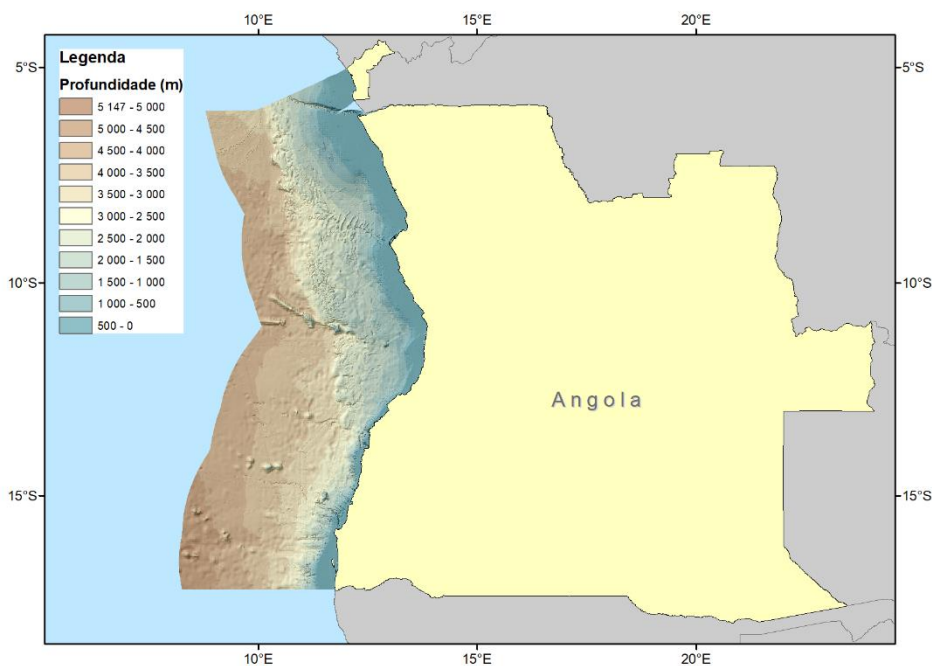 10°E 15°E 20°E
Legenda
Profundidade (m)
5 147 - 5 000
5 000 - 4 500
4 500 - 4 000
4 000 - 3 500
3 500 - 3 000
3 000 - 2 500
2 500 - 2 000
2 000 - 1 500
1 500 - 1 000
1 000 - 500
500 - 0
5°S 5°S
10°S 10°S
Angola
15°S 15°S
10°E 15°E 20°E